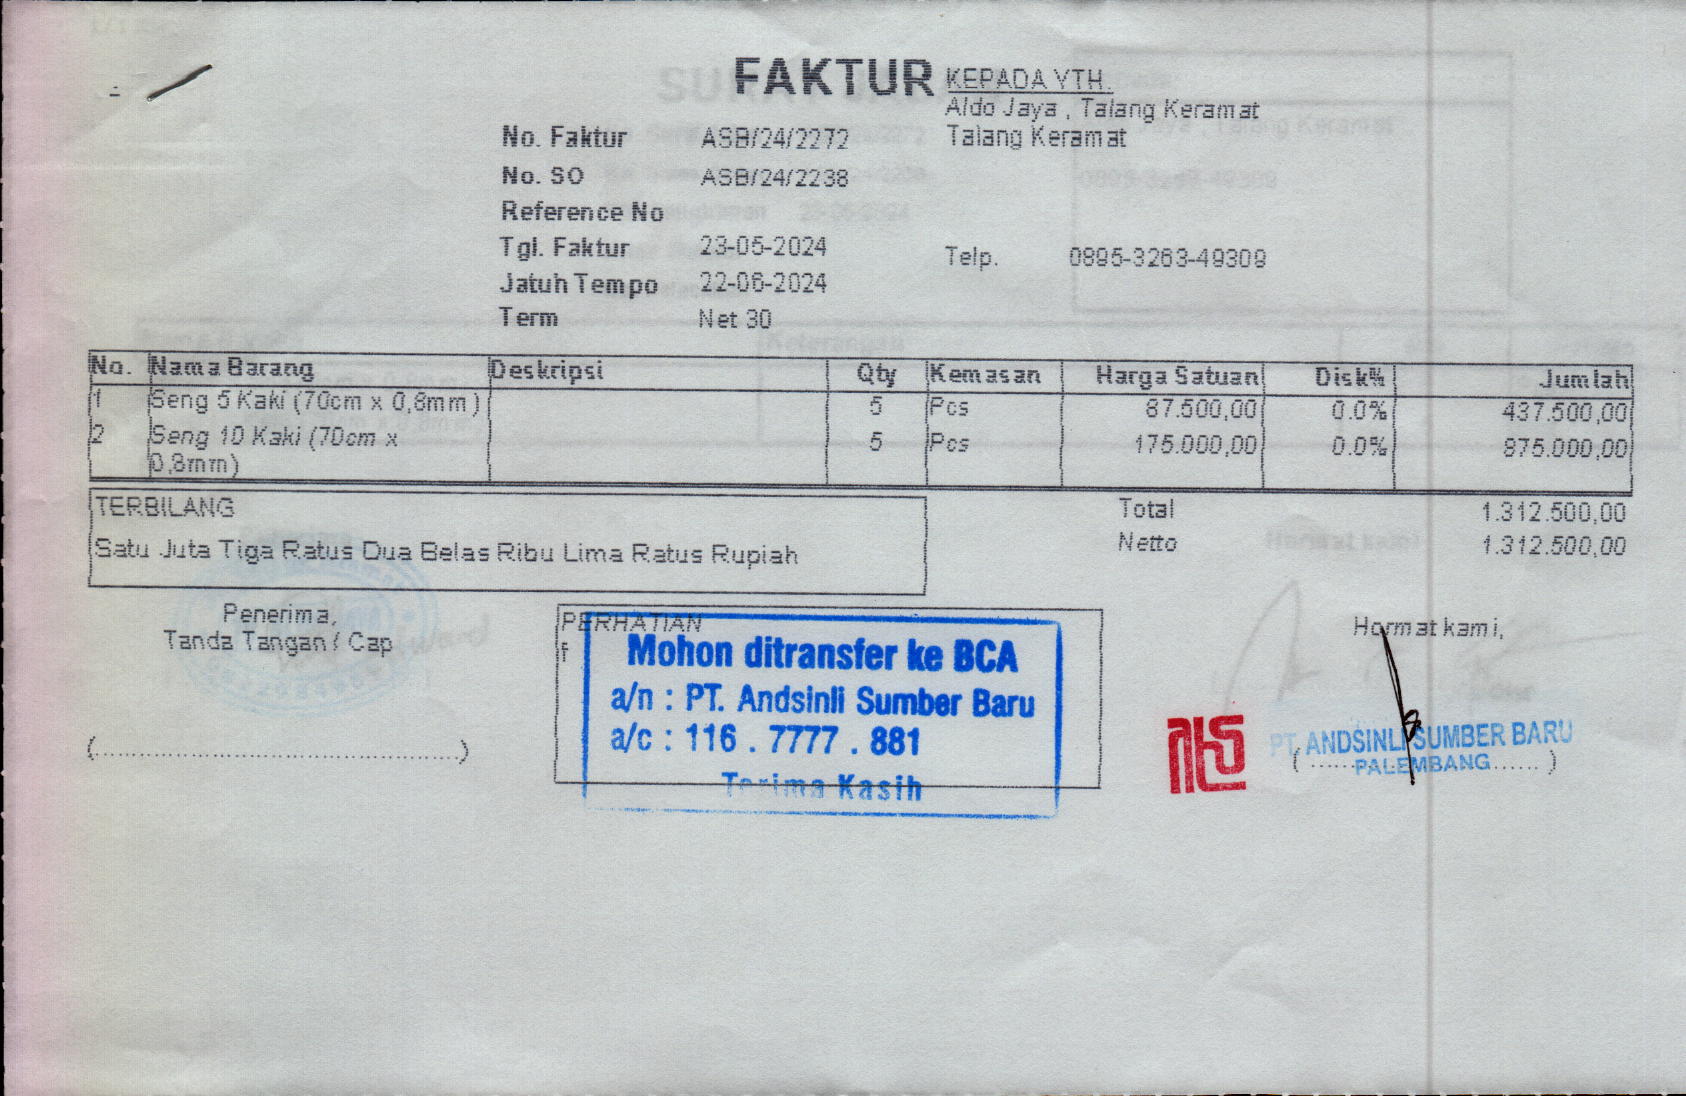 FAKTUR
KEPADA YTH.
Aldo Jaya , Talang Keramat
Talang Keramat
No. Faktur ASB/24/2272
No. SO ASB/24/2238
Reference No
Tgl. Faktur 23-05-2024
Telp. 0895-3263-49309
Jatuh Tempo 22-06-2024
Term Net 30
No. Nama Barang Deskripsi Qty Kemasan Harga Satuan Disk% Jumlah
1 Seng 5 Kaki (70cm x 0,8mm) 5 Pcs 87.500,00 0.0% 437.500,00
2 Seng 10 Kaki (70cm x 5 Pcs 175.000,00 0.0% 875.000,00
0,8mm)
TERBILANG
Satu Juta Tiga Ratus Dua Belas Ribu Lima Ratus Rupiah
Total 1.312.500,00
Netto 1.312.500,00
Penerima,
Tanda Tangan / Cap
(........................................)
PERHATIAN
Mohon ditransfer ke BCA
a/n : PT. Andsinli Sumber Baru
a/c : 116 . 7777 . 881
Terima Kasih
Hormat kami,
PT. ANDSINLI SUMBER BARU
PALEMBANG